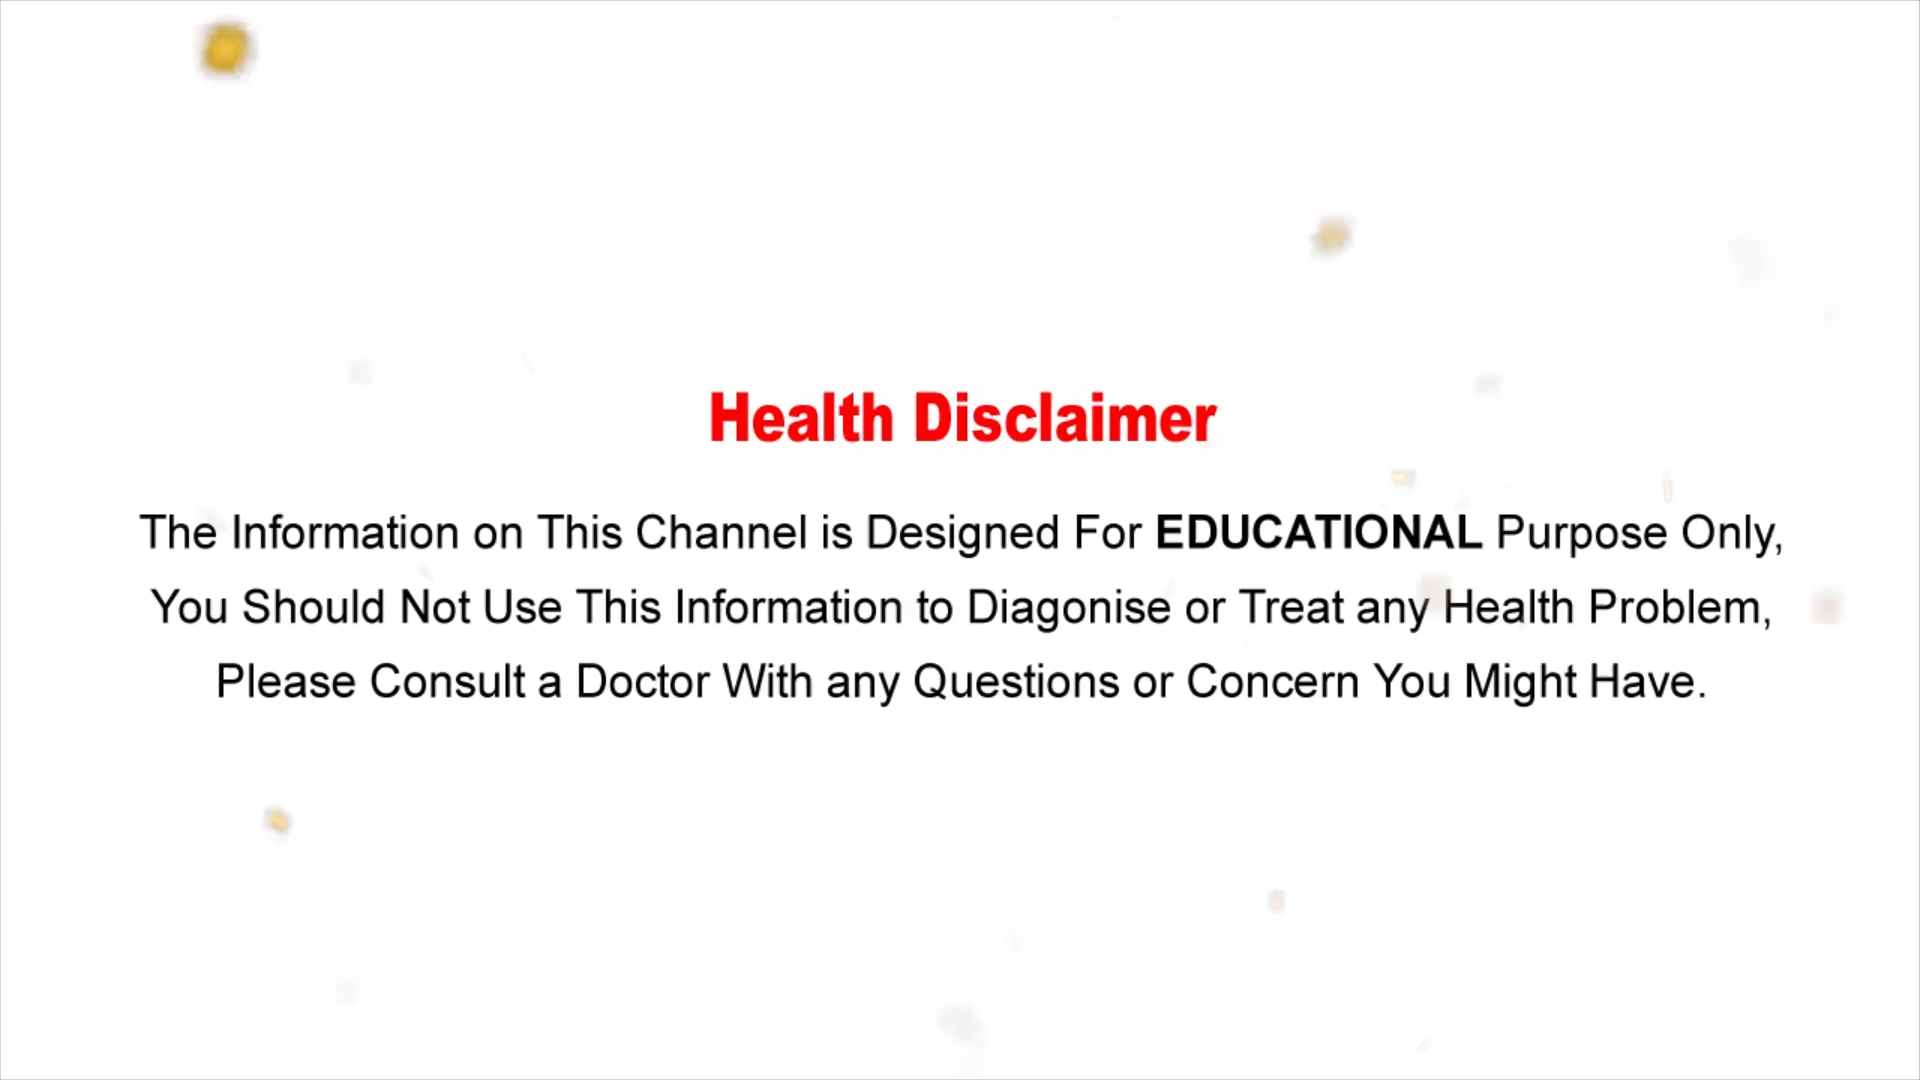 Health Disclaimer
The Information on This Channel is Designed For EDUCATIONAL Purpose Only,
You Should Not Use This Information to Diagonise or Treat any Health Problem,
Please Consult a Doctor With any Questions or Concern You Might Have.